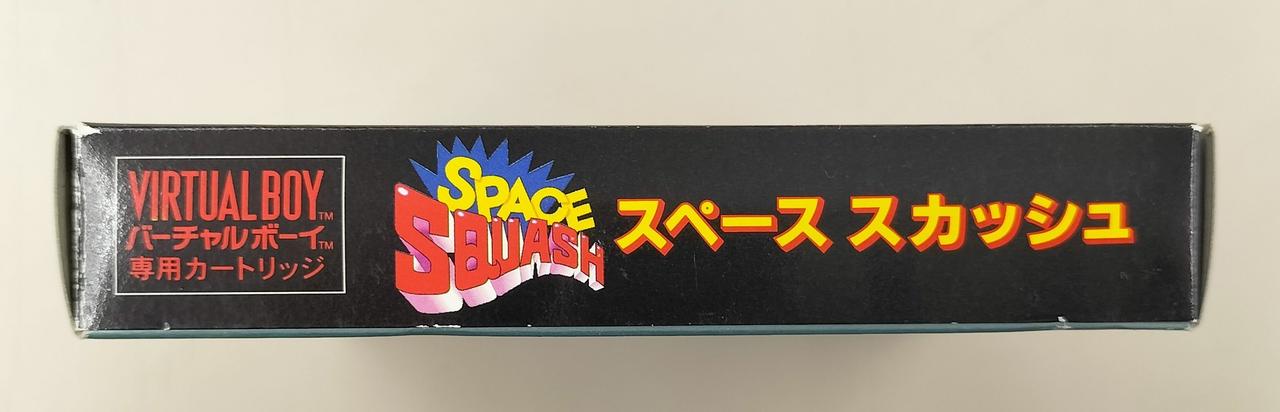 VIRTUAL BOY™
バーチャルボーイ™
専用カートリッジ
SPACE
SQUASH
スペース スカッシュ